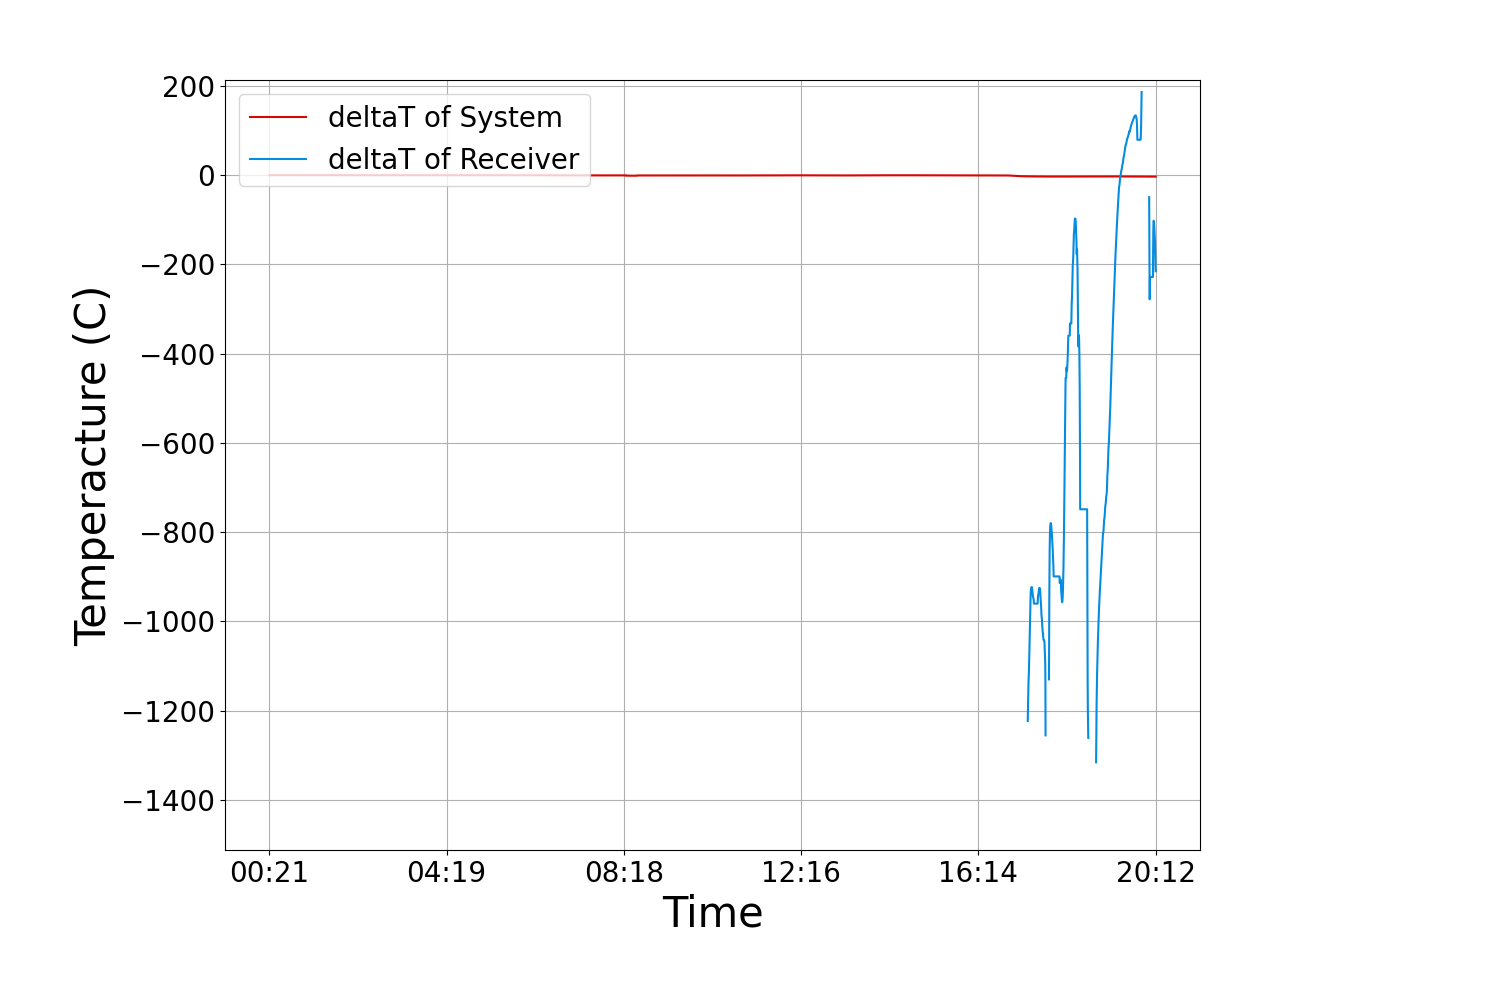 200
0
−200
−400
−600
−800
−1000
−1200
−1400
Temperacture (C)
deltaT of System
deltaT of Receiver
00:21 04:19 08:18 12:16 16:14 20:12
Time